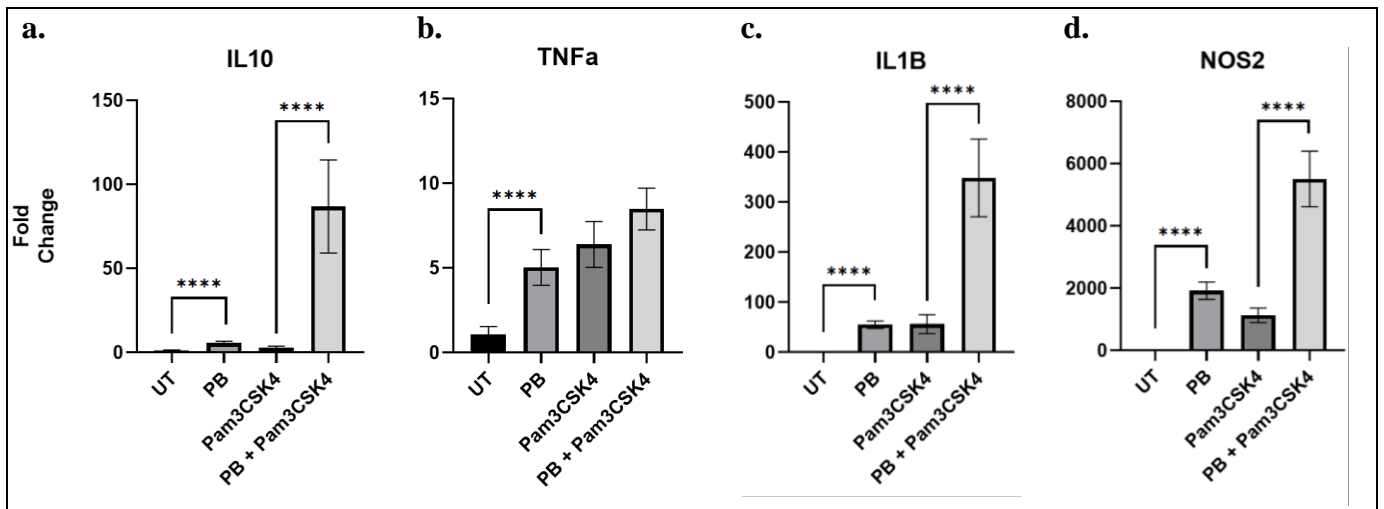 a.
IL10
Fold
Change
150
100
50
0
****
****
UT
PB
Pam3CSK4
PB + Pam3CSK4
b.
TNFa
15
10
5
0
****
UT
PB
Pam3CSK4
PB + Pam3CSK4
c.
IL1B
500
400
300
200
100
0
****
****
UT
PB
Pam3CSK4
PB + Pam3CSK4
d.
NOS2
8000
6000
4000
2000
0
****
****
UT
PB
Pam3CSK4
PB + Pam3CSK4